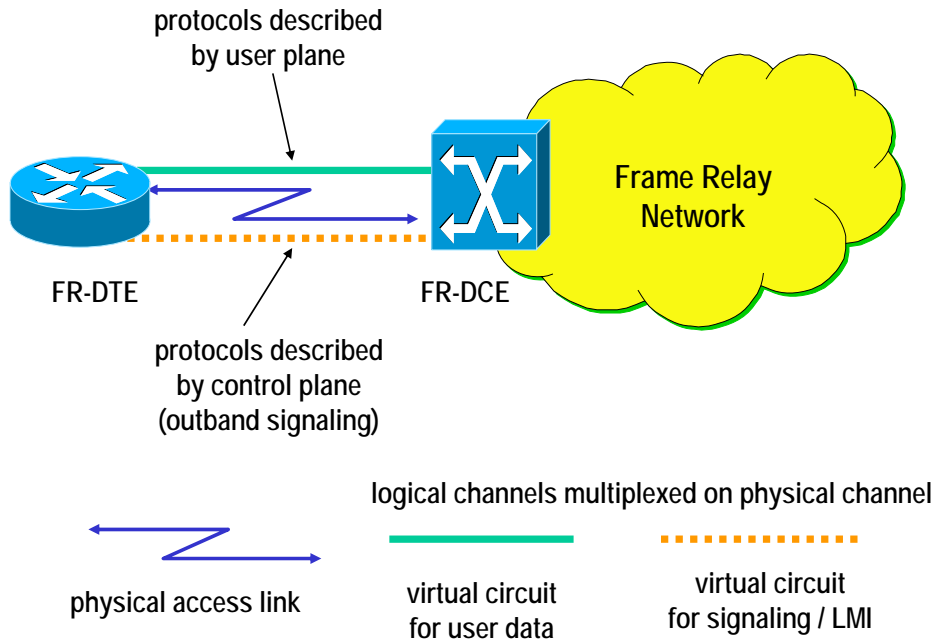 protocols described
by user plane
Frame Relay
Network
FR-DTE
FR-DCE
protocols described
by control plane
(outband signaling)
logical channels multiplexed on physical channel
physical access link
virtual circuit
for user data
virtual circuit
for signaling / LMI